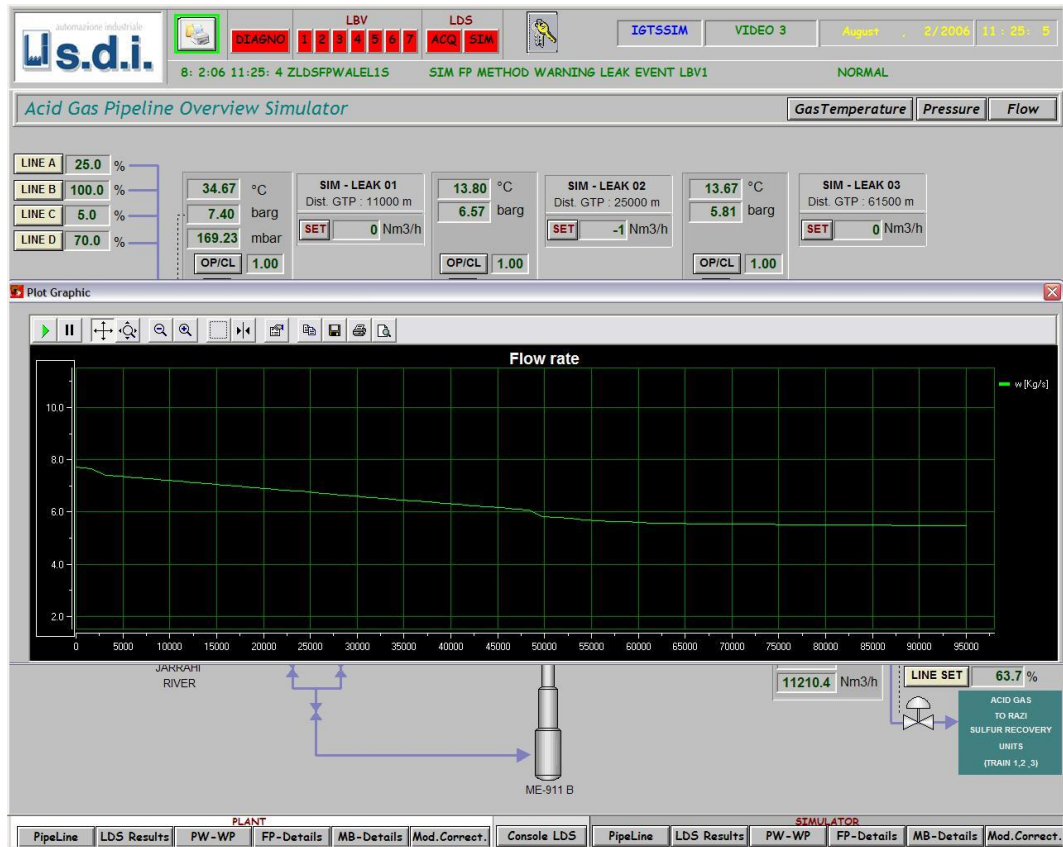 automazione industriale
s.d.i.
DIAGNO
LBV
1 2 3 4 5 6 7
LDS
ACQ SIM
IGTSSIM
VIDEO 3
August , 2/2006 11: 25: 5
8: 2:06 11:25: 4 ZLDSFPWALEL1S SIM FP METHOD WARNING LEAK EVENT LBV1 NORMAL
Acid Gas Pipeline Overview Simulator
GasTemperature Pressure Flow
LINE A 25.0 %
LINE B 100.0 %
LINE C 5.0 %
LINE D 70.0 %
34.67 °C
7.40 barg
169.23 mbar
OP/CL 1.00
SIM - LEAK 01
Dist. GTP : 11000 m
SET 0 Nm3/h
13.80 °C
6.57 barg
OP/CL 1.00
SIM - LEAK 02
Dist. GTP : 25000 m
SET -1 Nm3/h
13.67 °C
5.81 barg
OP/CL 1.00
SIM - LEAK 03
Dist. GTP : 61500 m
SET 0 Nm3/h
Plot Graphic
Flow rate
w [Kg/s]
10.0
8.0
6.0
4.0
2.0
0 5000 10000 15000 20000 25000 30000 35000 40000 45000 50000 55000 60000 65000 70000 75000 80000 85000 90000 95000
JARRAHI
RIVER
ME-911 B
11210.4 Nm3/h
LINE SET 63.7 %
ACID GAS
TO RAZI
SULFUR RECOVERY
UNITS
(TRAIN 1,2 ,3)
PLANT
PipeLine LDS Results PW-WP FP-Details MB-Details Mod.Correct.
Console LDS
SIMULATOR
PipeLine LDS Results PW-WP FP-Details MB-Details Mod.Correct.